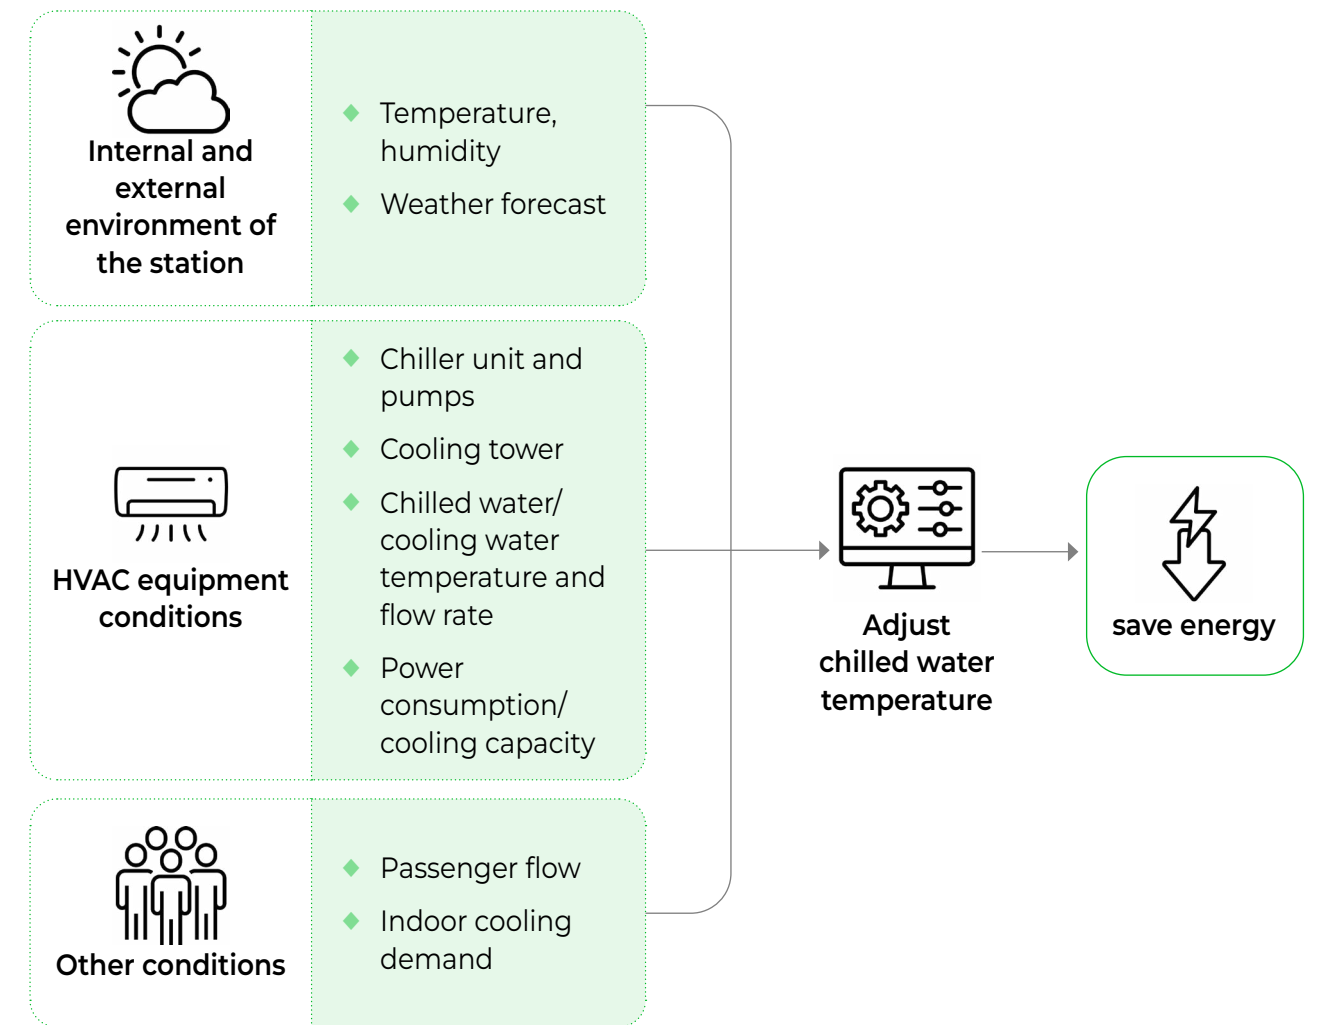 Internal and
external
environment of
the station
Temperature,
humidity
Weather forecast
HVAC equipment
conditions
Chiller unit and
pumps
Cooling tower
Chilled water/
cooling water
temperature and
flow rate
Power
consumption/
cooling capacity
Other conditions
Passenger flow
Indoor cooling
demand
Adjust
chilled water
temperature
save energy